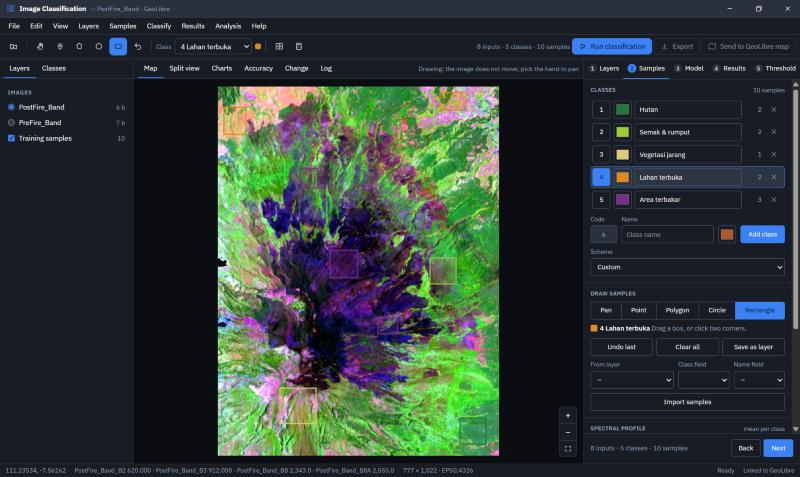 Image Classification — PostFire_Band · GeoLibre
File Edit View Layers Samples Classify Results Analysis Help
Class 4 Lahan terbuka 8 inputs · 5 classes · 10 samples Run classification Export Send to GeoLibre map
Layers Classes
Map Split view Charts Accuracy Change Log Drawing: the image does not move; pick the hand to pan
1 Layers 2 Samples 3 Model 4 Results 5 Threshold
IMAGES
PostFire_Band 6 b
PreFire_Band 7 b
Training samples 10
CLASSES 10 samples
1 Hutan 2
2 Semak & rumput 2
3 Vegetasi jarang 1
4 Lahan terbuka 2
5 Area terbakar 3
Code Name
6 Class name Add class
Scheme
Custom
DRAW SAMPLES
Pan Point Polygon Circle Rectangle
4 Lahan terbuka Drag a box, or click two corners.
Undo last Clear all Save as layer
From layer Class field Name field
Import samples
SPECTRAL PROFILE mean per class
8 inputs · 5 classes · 10 samples Back Next
111.23534, -7.56162 PostFire_Band_B2 620.000 · PostFire_Band_B3 912.000 · PostFire_Band_B8 2,343.0 · PostFire_Band_B8A 2,555.0 777 × 1,022 · EPSG:4326 Ready Linked to GeoLibre